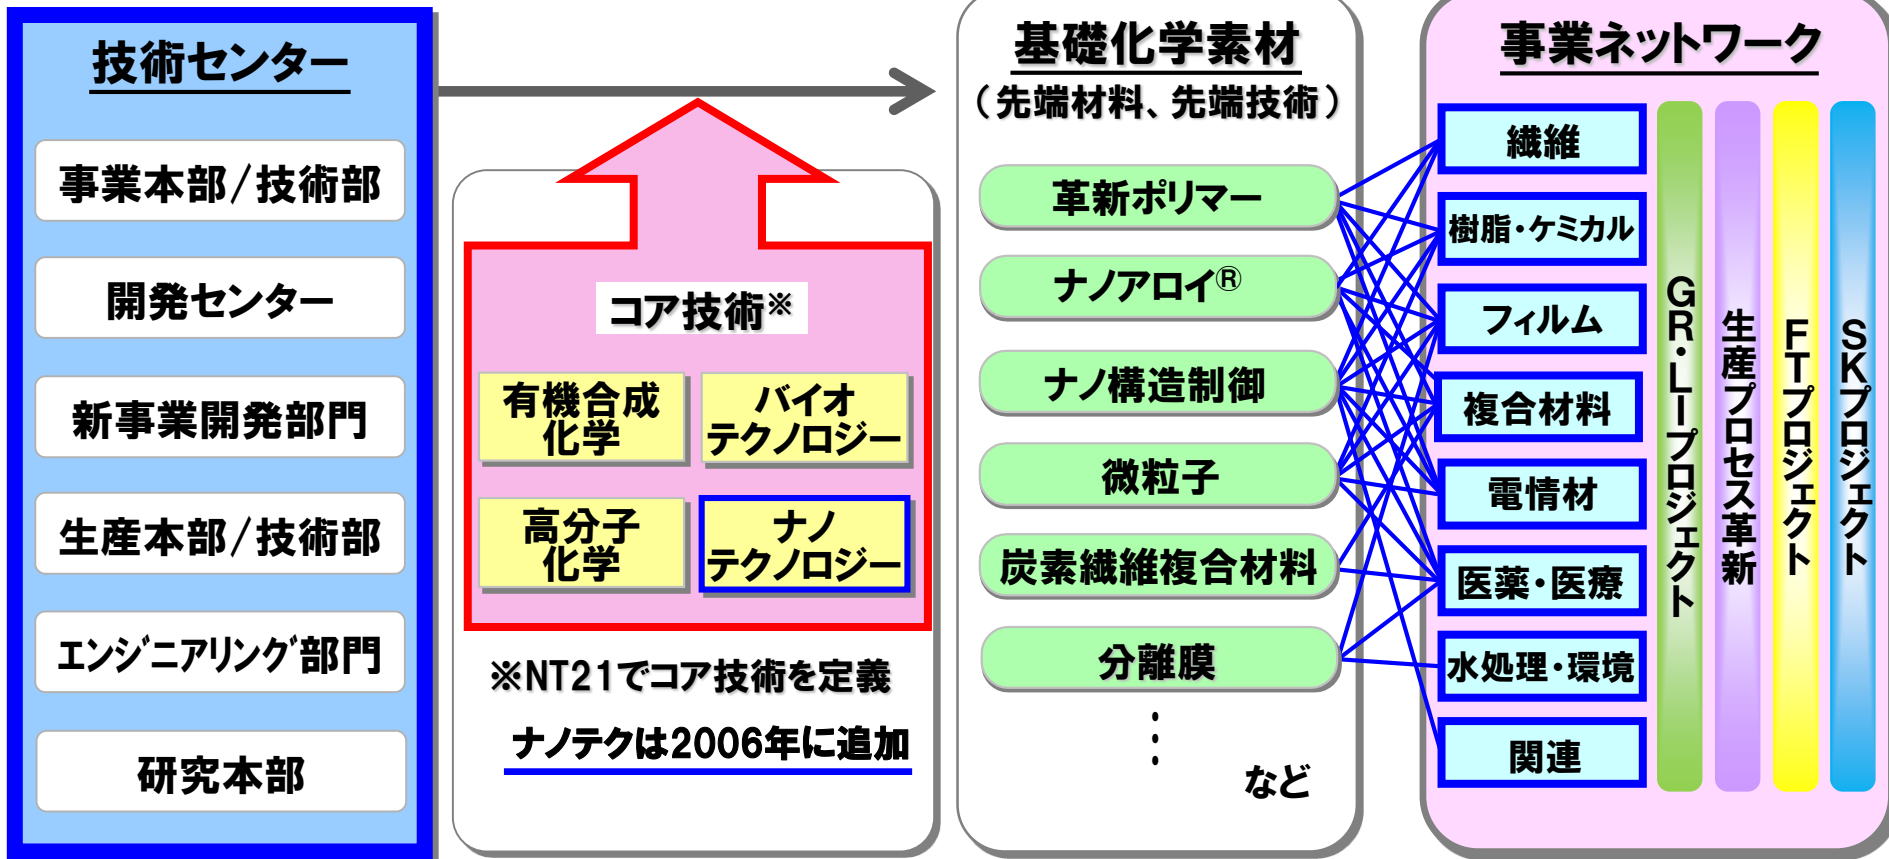 技術センター
事業本部/技術部
開発センター
新事業開発部門
生産本部/技術部
エンジニアリング部門
研究本部
コア技術※
有機合成
化学
バイオ
テクノロジー
高分子
化学
ナノ
テクノロジー
※NT21でコア技術を定義
ナノテクは2006年に追加
基礎化学素材
（先端材料、先端技術）
革新ポリマー
ナノアロイ®
ナノ構造制御
微粒子
炭素繊維複合材料
分離膜
⋮
など
事業ネットワーク
繊維
樹脂・ケミカル
フィルム
複合材料
電情材
医薬・医療
水処理・環境
関連
GR・LIープロジェクト
生産プロセス革新
FTプロジェクト
SKプロジェクト